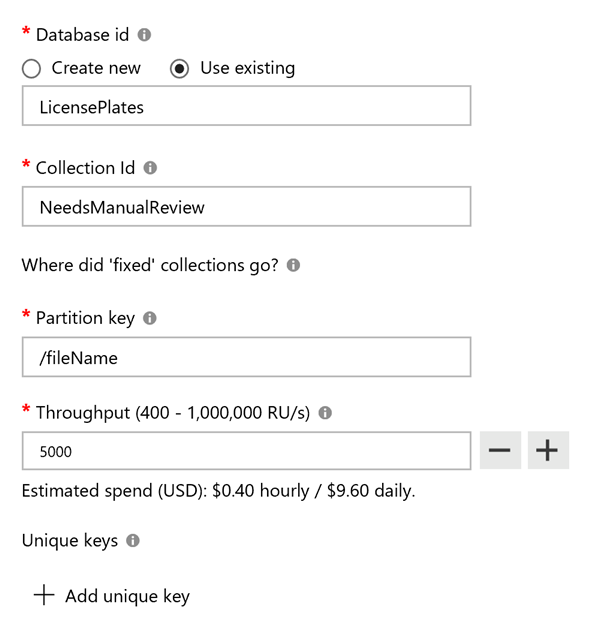 * Database id
Create new Use existing
LicensePlates
* Collection Id
NeedsManualReview
Where did 'fixed' collections go?
* Partition key
/fileName
* Throughput (400 - 1,000,000 RU/s)
5000
Estimated spend (USD): $0.40 hourly / $9.60 daily.
Unique keys
+ Add unique key